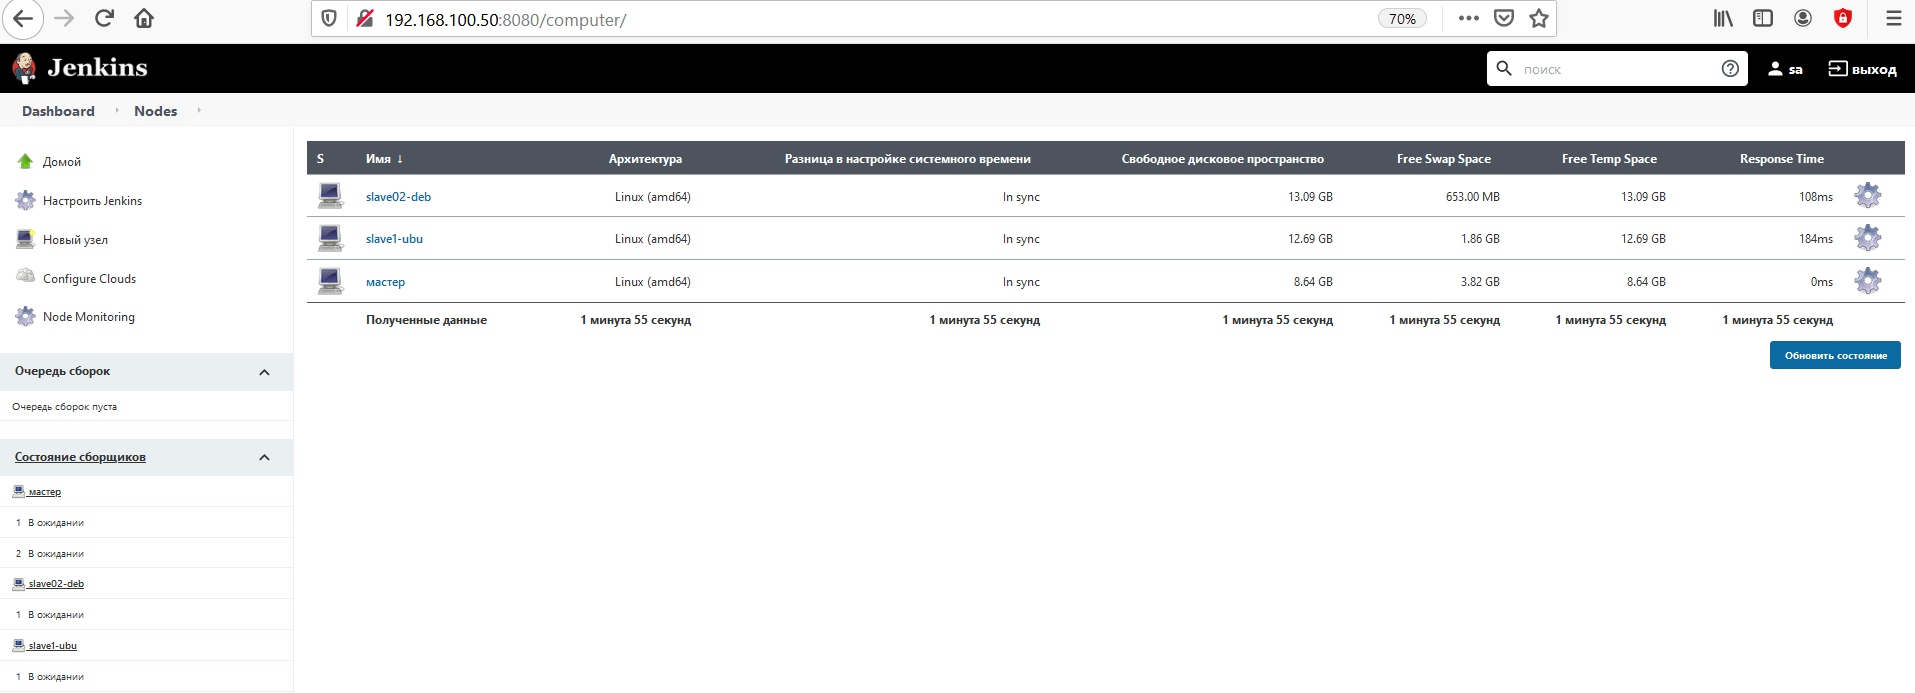 192.168.100.50:8080/computer/
70%
Jenkins
поиск
sa
выход
Dashboard
Nodes
Домой
Настроить Jenkins
Новый узел
Configure Clouds
Node Monitoring
Очередь сборок
Очередь сборок пуста
Состояние сборщиков
мастер
1 В ожидании
2 В ожидании
slave02-deb
1 В ожидании
slave1-ubu
1 В ожидании
S Имя ↓ Архитектура Разница в настройке системного времени Свободное дисковое пространство Free Swap Space Free Temp Space Response Time
slave02-deb Linux (amd64) In sync 13.09 GB 653.00 MB 13.09 GB 108ms
slave1-ubu Linux (amd64) In sync 12.69 GB 1.86 GB 12.69 GB 184ms
мастер Linux (amd64) In sync 8.64 GB 3.82 GB 8.64 GB 0ms
Полученные данные 1 минута 55 секунд 1 минута 55 секунд 1 минута 55 секунд 1 минута 55 секунд 1 минута 55 секунд 1 минута 55 секунд
Обновить состояние